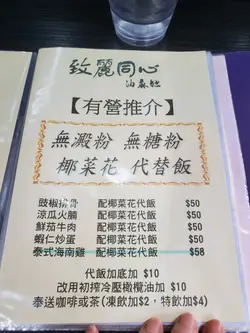 致麗同心
【有營推介】
無澱粉 無糖粉
椰菜花 代替飯
豉椒排骨 配椰菜花代飯 $50
涼瓜火腩 配椰菜花代飯 $50
鮮茄牛肉 配椰菜花代飯 $50
蝦仁炒蛋 配椰菜花代飯 $50
泰式海南雞 配椰菜花代飯 $58
代飯加底加 $10
改用初榨冷壓橄欖油加 $10
奉送咖啡或茶(凍飲加$2，特飲加$4)